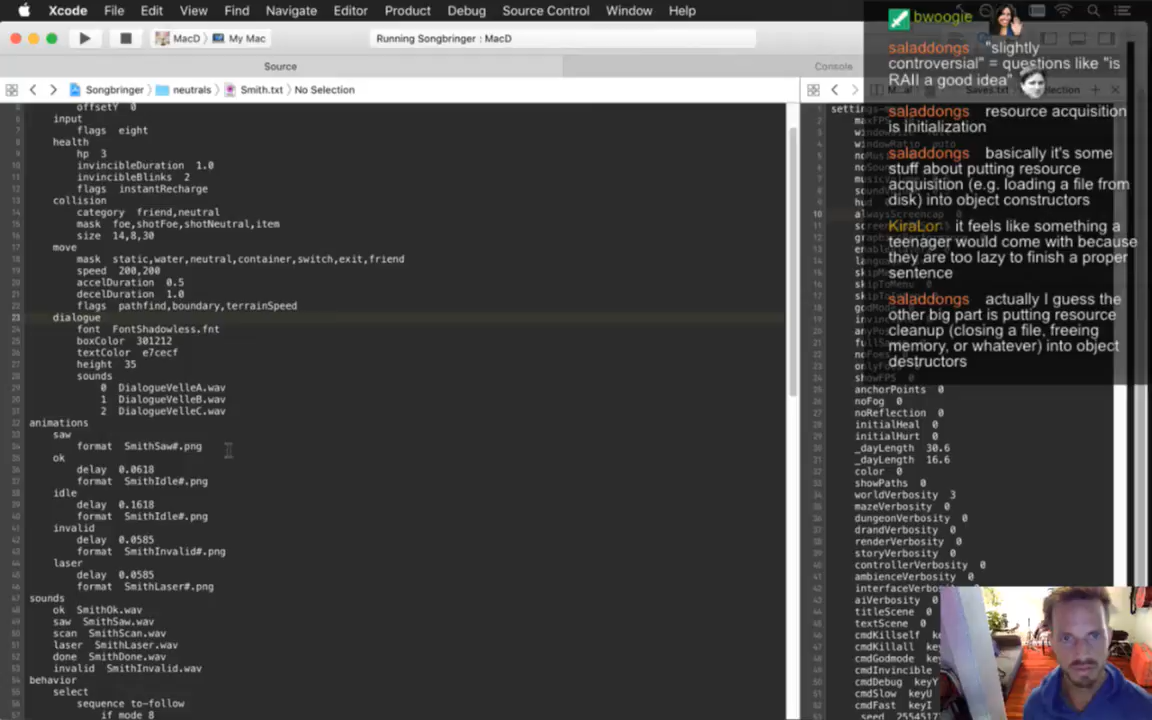 Xcode File Edit View Find Navigate Editor Product Debug Source Control Window Help
MacD My Mac
Running Songbringer : MacD
Source
Console
Songbringer neutrals Smith.txt No Selection
offsetY 0
input
flags eight
health
hp 3
invincibleDuration 1.0
invincibleBlinks 2
flags instantRecharge
collision
category friend,neutral
mask foe,shotFoe,shotNeutral,item
size 14,8,30
move
mask static,water,neutral,container,switch,exit,friend
speed 200,200
accelDuration 0.5
decelDuration 1.0
flags pathfind,boundary,terrainSpeed
dialogue
font FontShadowless.fnt
boxColor 301212
textColor e7cecf
height 35
sounds
0 DialogueVelleA.wav
1 DialogueVelleB.wav
2 DialogueVelleC.wav
animations
saw
format SmithSaw#.png
ok
delay 0.0618
format SmithIdle#.png
idle
delay 0.1618
format SmithIdle#.png
invalid
delay 0.0585
format SmithInvalid#.png
laser
delay 0.0585
format SmithLaser#.png
sounds
ok SmithOk.wav
saw SmithSaw.wav
scan SmithScan.wav
laser SmithLaser.wav
done SmithDone.wav
invalid SmithInvalid.wav
behavior
select
sequence to-follow
if mode 8
bwoogie
saladdongs "slightly
controversial" = questions like "is
RAII a good idea"
saladdongs resource acquisition
is initialization
saladdongs basically it's some
stuff about putting resource
acquisition (e.g. loading a file from
disk) into object constructors
KiraLor it feels like something a
teenager would come with because
they are too lazy to finish a proper
sentence
saladdongs actually I guess the
other big part is putting resource
cleanup (closing a file, freeing
memory, or whatever) into object
destructors
anchorPoints 0
noFog 0
noReflection 0
initialHeal 0
initialHurt 0
_dayLength 30.6
_dayLength 16.6
color 0
showPaths 0
worldVerbosity 3
mazeVerbosity 0
dungeonVerbosity 0
drandVerbosity 0
renderVerbosity 0
storyVerbosity 0
controllerVerbosity 0
ambienceVerbosity 0
interfaceVerbosity
aiVerbosity 0
titleScene 0
textScene 0
cmdKillself
cmdKillall
cmdGodmode
cmdInvincible
cmdDebug keyY
cmdSlow keyU
cmdFast keyI